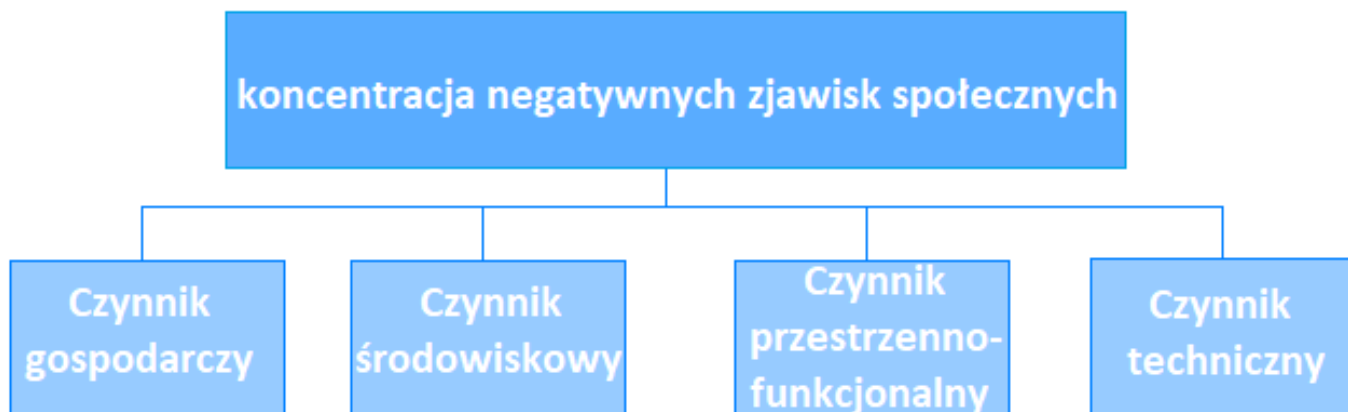 koncentracja negatywnych zjawisk społecznych
Czynnik
gospodarczy
Czynnik
środowiskowy
Czynnik
przestrzenno-
funkcjonalny
Czynnik
techniczny